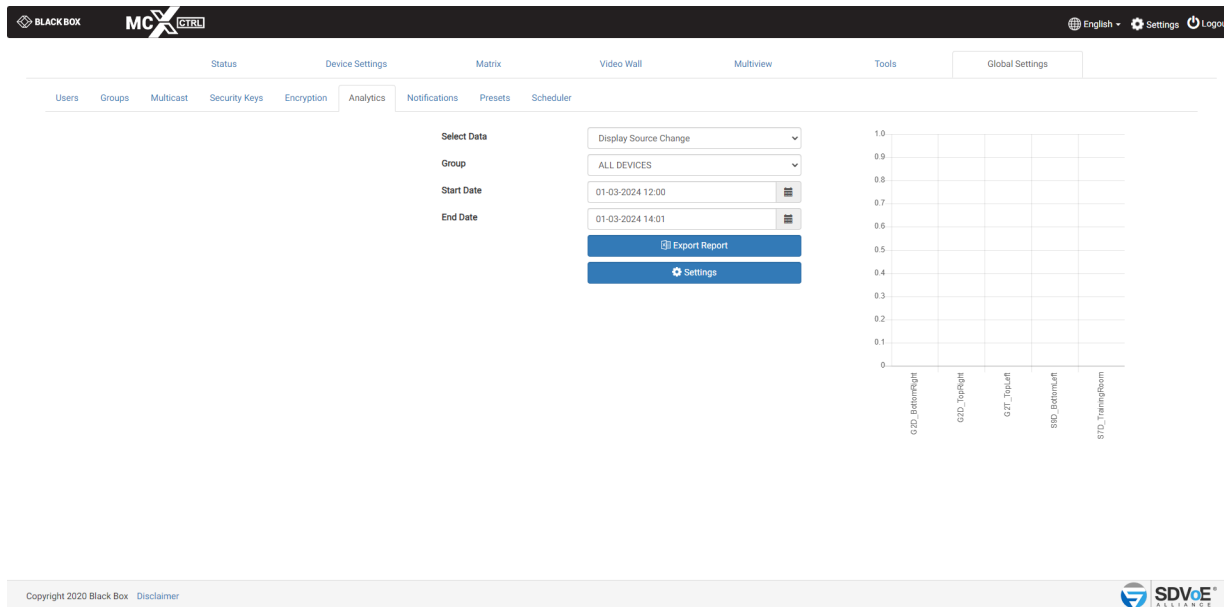 BLACK BOX MCX CTRL English Settings Logou
Status Device Settings Matrix Video Wall Multiview Tools Global Settings
Users Groups Multicast Security Keys Encryption Analytics Notifications Presets Scheduler
Select Data Display Source Change
Group ALL DEVICES
Start Date 01-03-2024 12:00
End Date 01-03-2024 14:01
Export Report
Settings
1.0
0.9
0.8
0.7
0.6
0.5
0.4
0.3
0.2
0.1
0
G2D_BottomRight
G2D_TopRight
G2T_TopLeft
S9D_BottomLeft
S7D_TrainingRoom
Copyright 2020 Black Box Disclaimer
SDVoE®
ALLIANCE